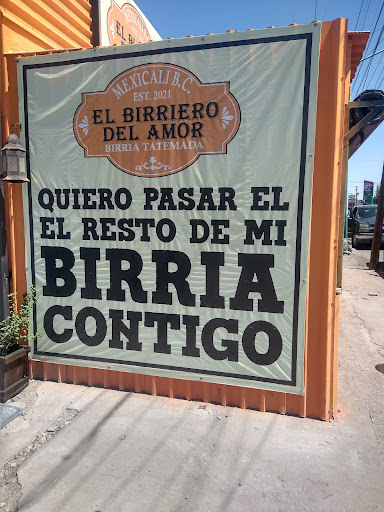 MEXICALI B.C.
EST. 2021
EL BIRRIERO
DEL AMOR
BIRRIA TATEMADA
QUIERO PASAR EL
EL RESTO DE MI
BIRRIA
CONTIGO